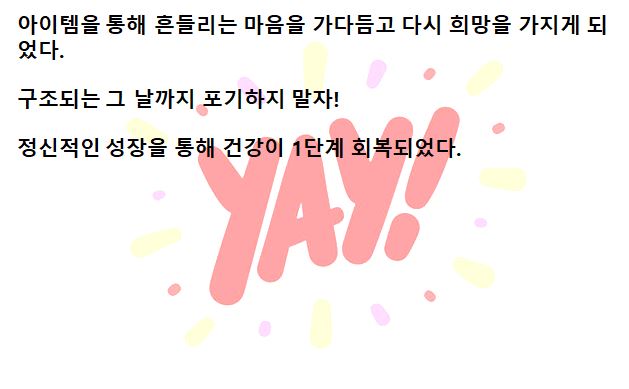 아이템을 통해 흔들리는 마음을 가다듬고 다시 희망을 가지게 되
었다.
구조되는 그 날까지 포기하지 말자!
정신적인 성장을 통해 건강이 1단계 회복되었다.
YAY!